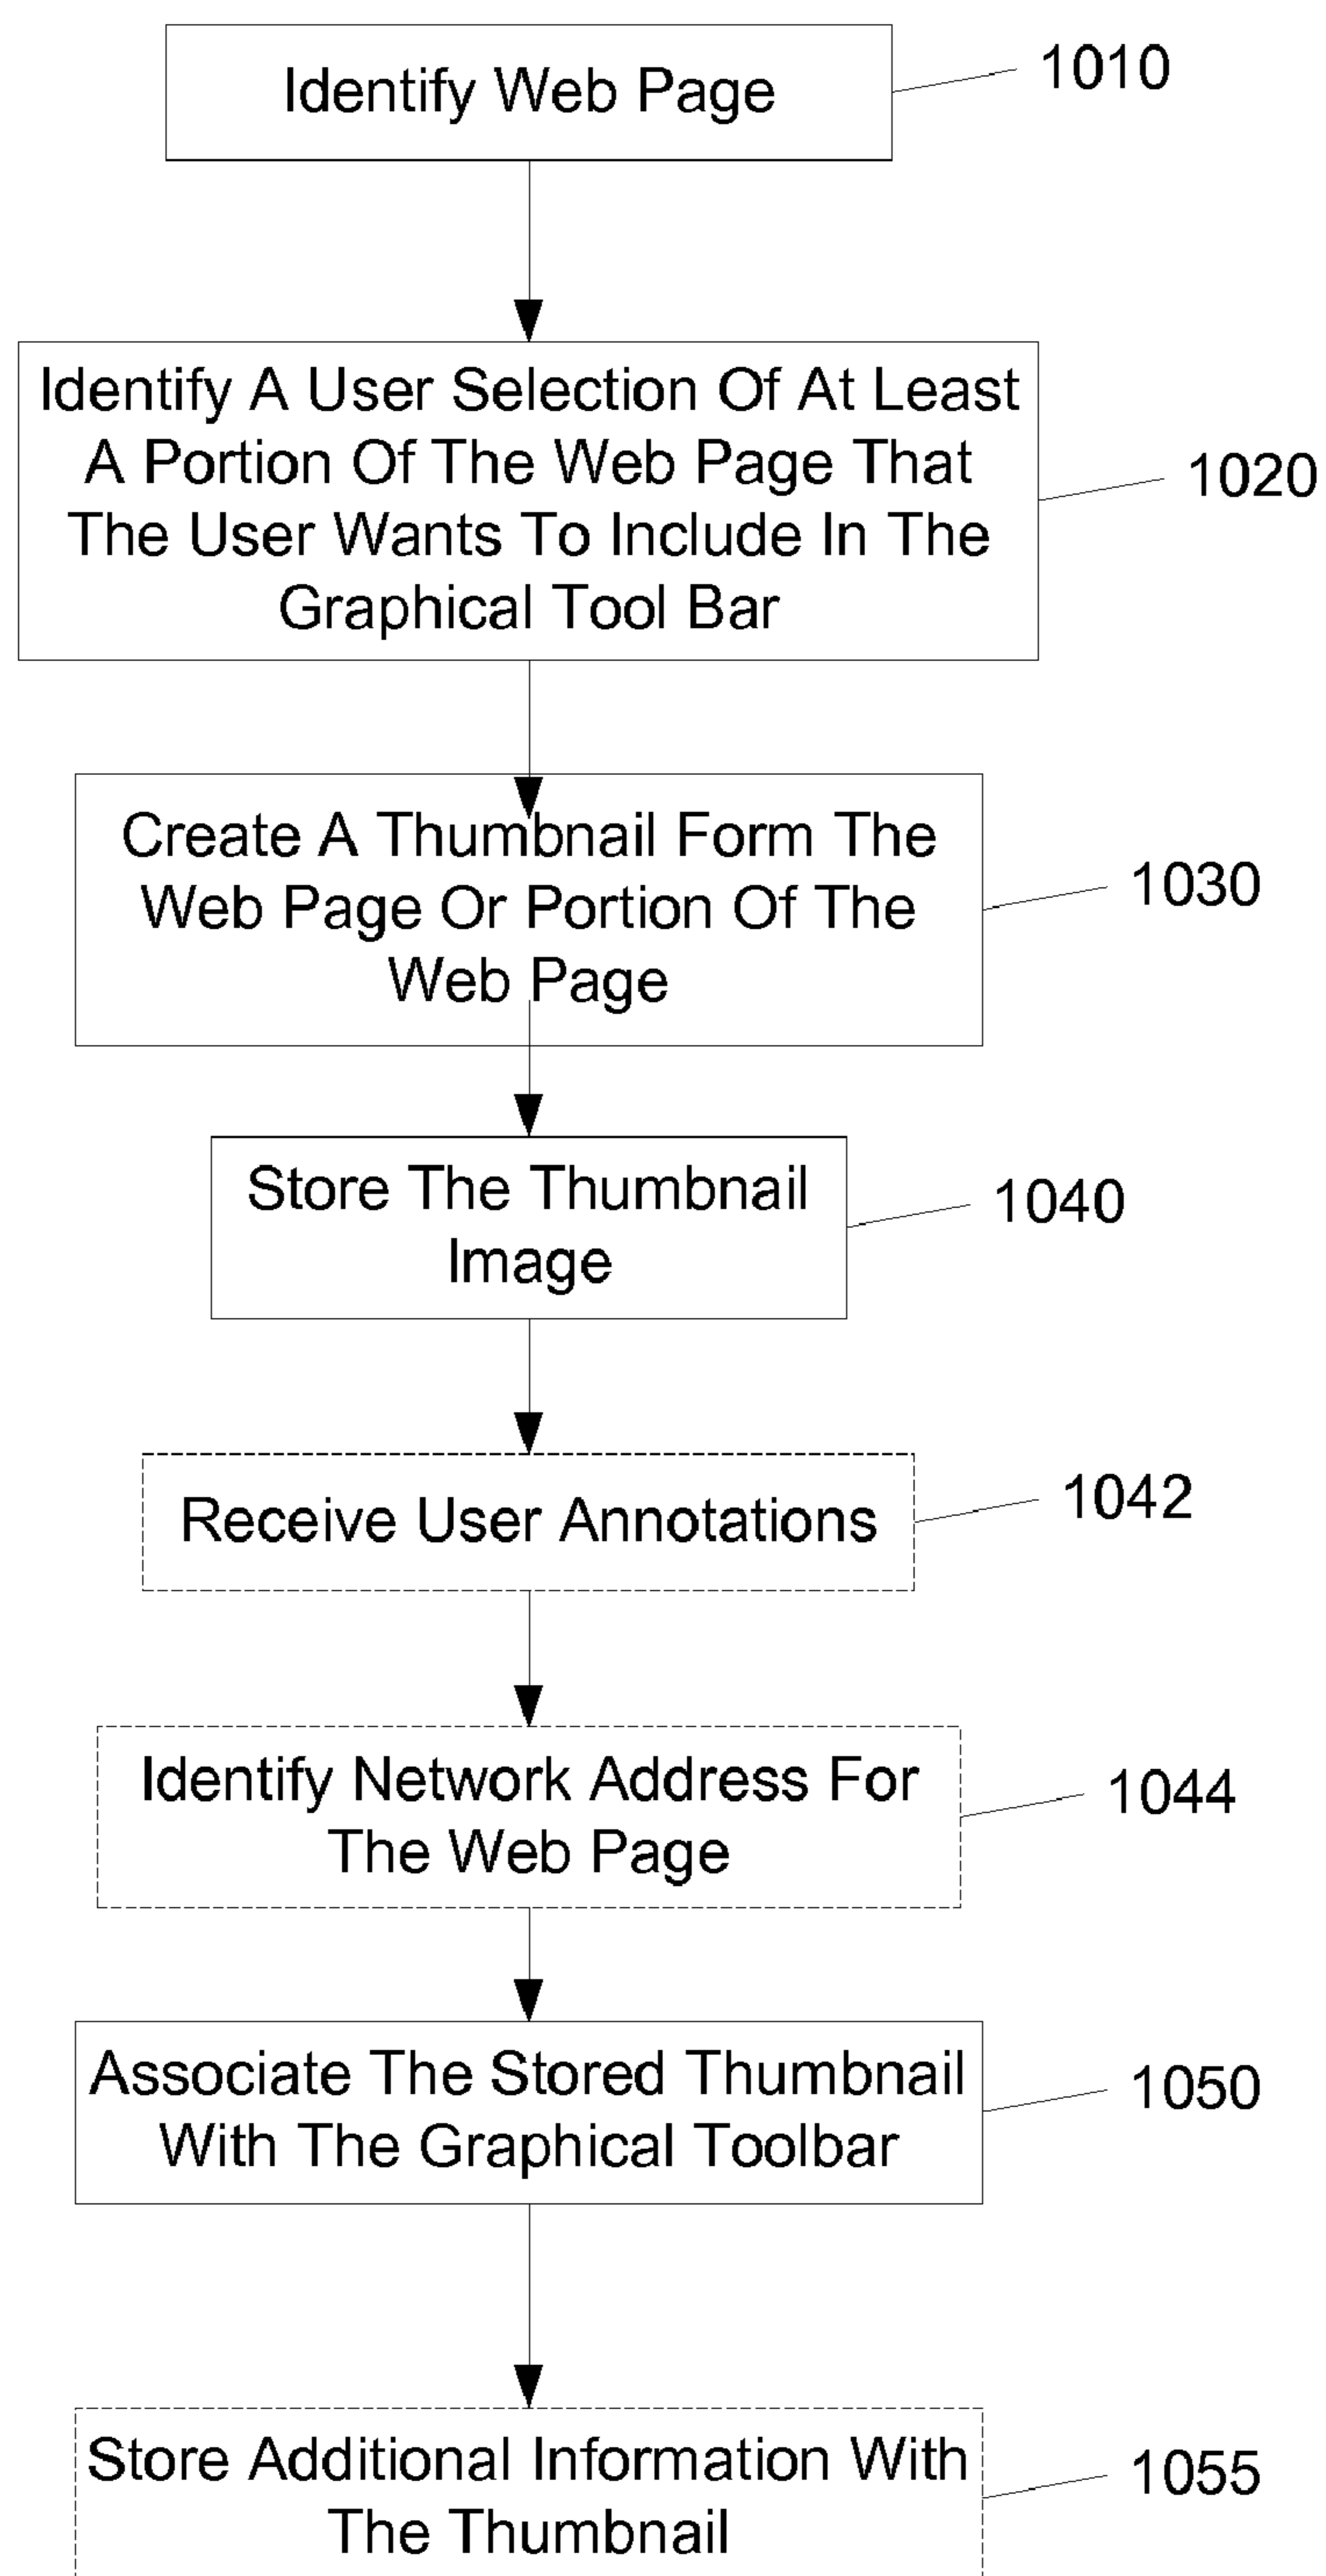 Identify Web Page
1010
Identify A User Selection Of At Least
A Portion Of The Web Page That
The User Wants To Include In The
Graphical Tool Bar
1020
Create A Thumbnail Form The
Web Page Or Portion Of The
Web Page
1030
Store The Thumbnail
Image
1040
Receive User Annotations
1042
Identify Network Address For
The Web Page
1044
Associate The Stored Thumbnail
With The Graphical Toolbar
1050
Store Additional Information With
The Thumbnail
1055